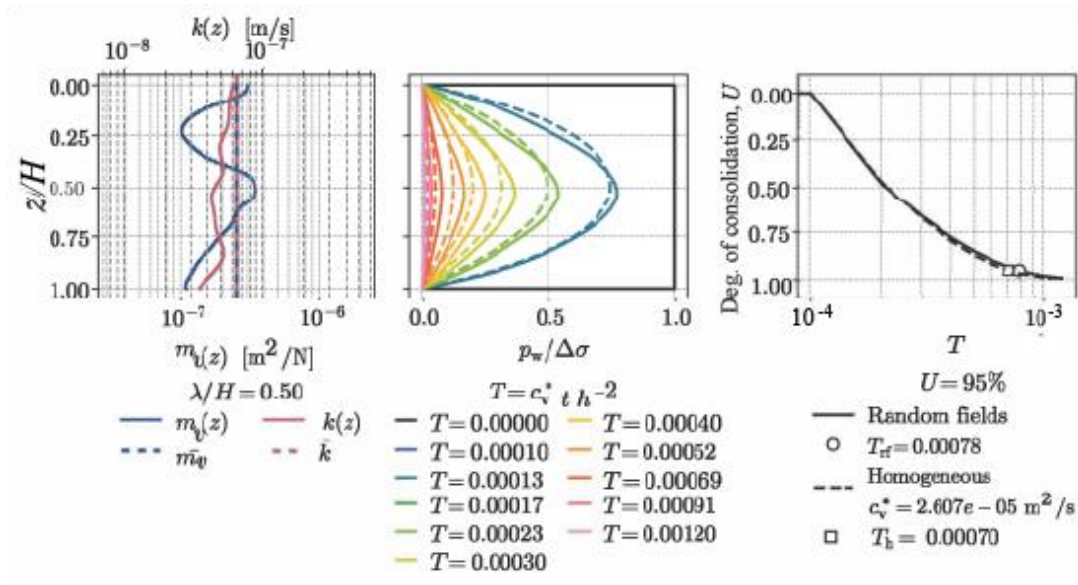 k(z) [m/s]
10⁻⁸ 10⁻⁷
0.00
0.25
0.50
0.75
1.00
z/H
10⁻⁷ 10⁻⁶
m_v(z) [m²/N]
λ/H = 0.50
m_v(z) k(z)
m̄_v k̄
0.0 0.5 1.0
p_w/Δσ
T = c_v* t h⁻²
T = 0.00000 T = 0.00040
T = 0.00010 T = 0.00052
T = 0.00013 T = 0.00069
T = 0.00017 T = 0.00091
T = 0.00023 T = 0.00120
T = 0.00030
Deg. of consolidation, U
0.00
0.25
0.50
0.75
1.00
10⁻⁴ 10⁻³
T
U = 95%
Random fields
T_rf = 0.00078
Homogeneous
c_v* = 2.607e − 05 m²/s
T_h = 0.00070